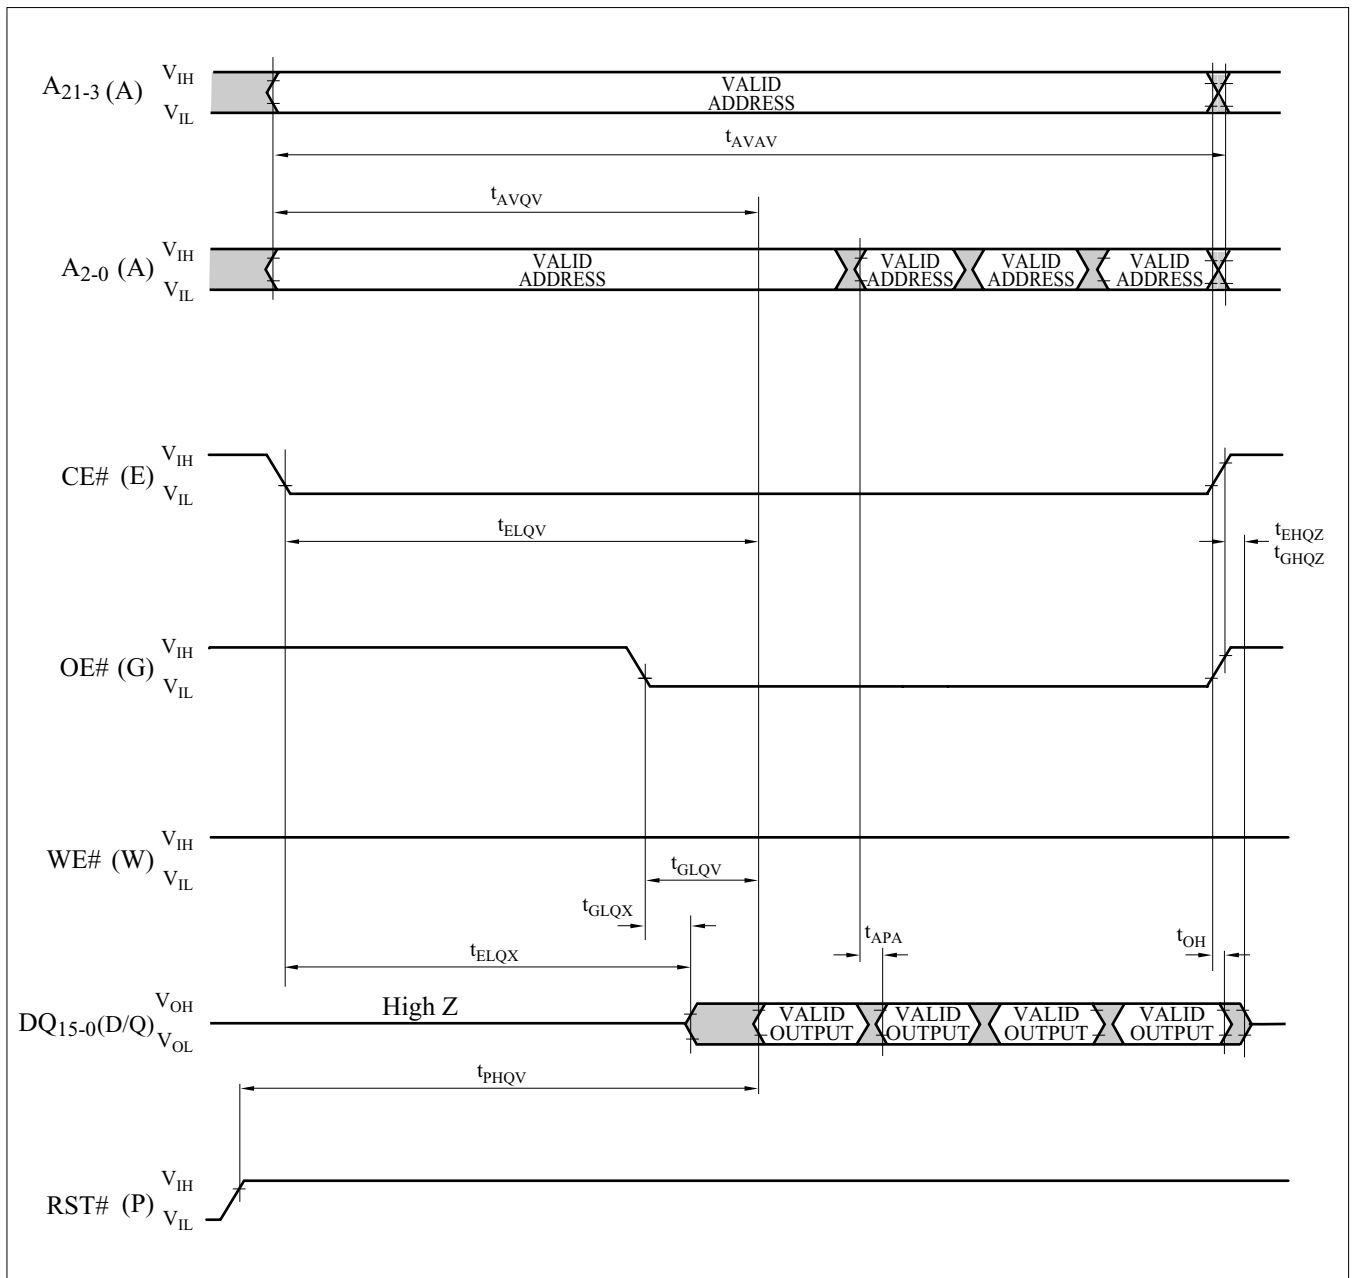 A21-3 (A) VIH VALID
VIL ADDRESS
tAVAV
tAVQV
A2-0 (A) VIH VALID VALID VALID VALID
VIL ADDRESS ADDRESS ADDRESS ADDRESS
CE# (E) VIH
VIL
tELQV
tEHQZ
tGHQZ
OE# (G) VIH
VIL
WE# (W) VIH
VIL
tGLQV
tGLQX
tELQX
tAPA
tOH
DQ15-0(D/Q) VOH High Z VALID VALID VALID VALID
VOL OUTPUT OUTPUT OUTPUT OUTPUT
tPHQV
RST# (P) VIH
VIL